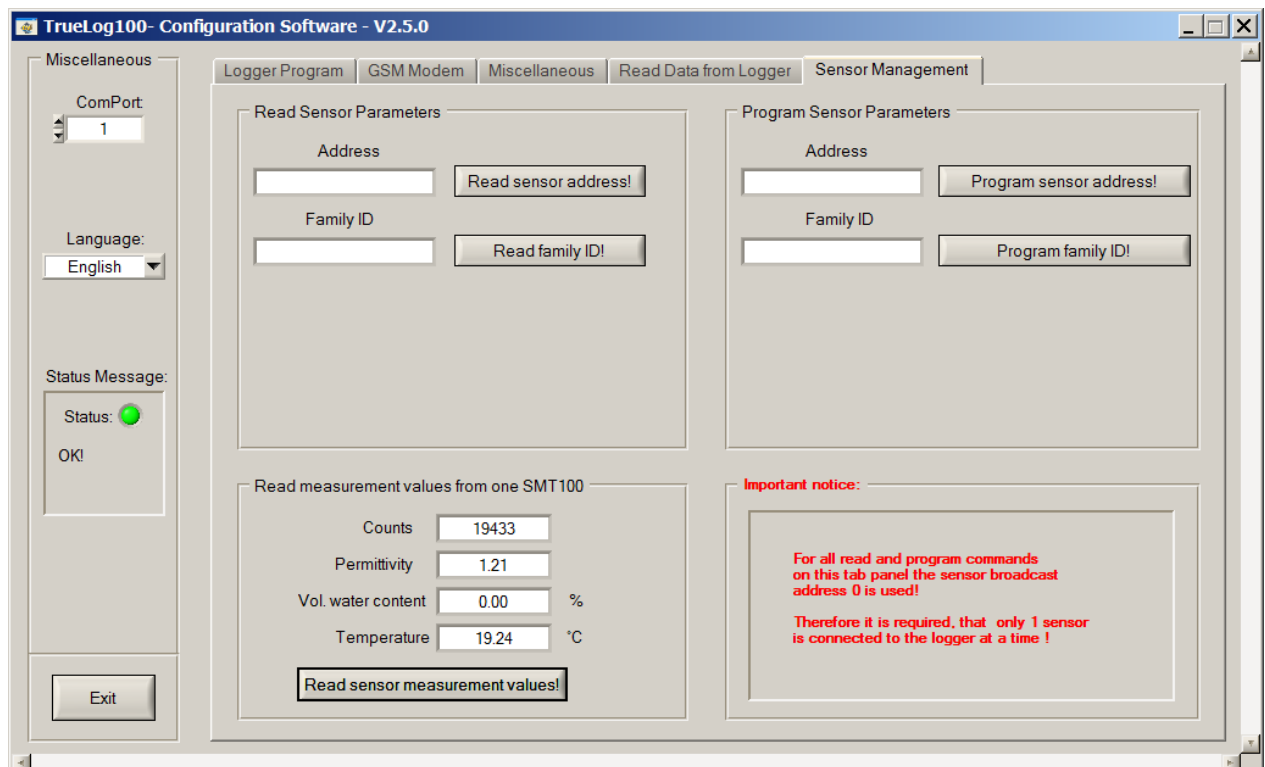 TrueLog100- Configuration Software - V2.5.0
Miscellaneous
ComPort:
1
Language:
English
Status Message:
Status:
OK!
Exit
Logger Program
GSM Modem
Miscellaneous
Read Data from Logger
Sensor Management
Read Sensor Parameters
Address
Read sensor address!
Family ID
Read family ID!
Program Sensor Parameters
Address
Program sensor address!
Family ID
Program family ID!
Read measurement values from one SMT100
Counts 19433
Permittivity 1.21
Vol. water content 0.00 %
Temperature 19.24 °C
Read sensor measurement values!
Important notice:
For all read and program commands
on this tab panel the sensor broadcast
address 0 is used!
Therefore it is required, that only 1 sensor
is connected to the logger at a time !